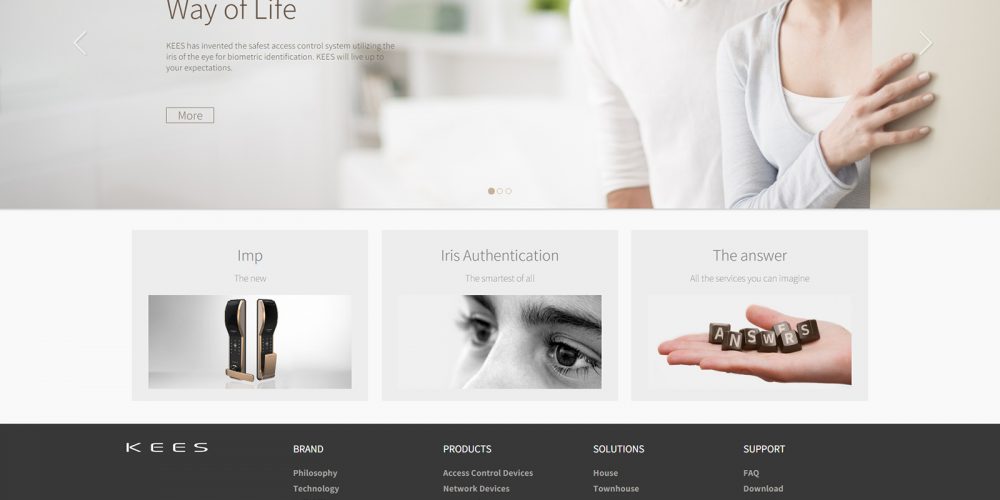 Way of Life
KEES has invented the safest access control system utilizing the
iris of the eye for biometric identification. KEES will live up to
your expectations.
More
Imp
The new
Iris Authentication
The smartest of all
The answer
All the services you can imagine
ANSWERS
KEES
BRAND
Philosophy
Technology
PRODUCTS
Access Control Devices
Network Devices
SOLUTIONS
House
Townhouse
SUPPORT
FAQ
Download